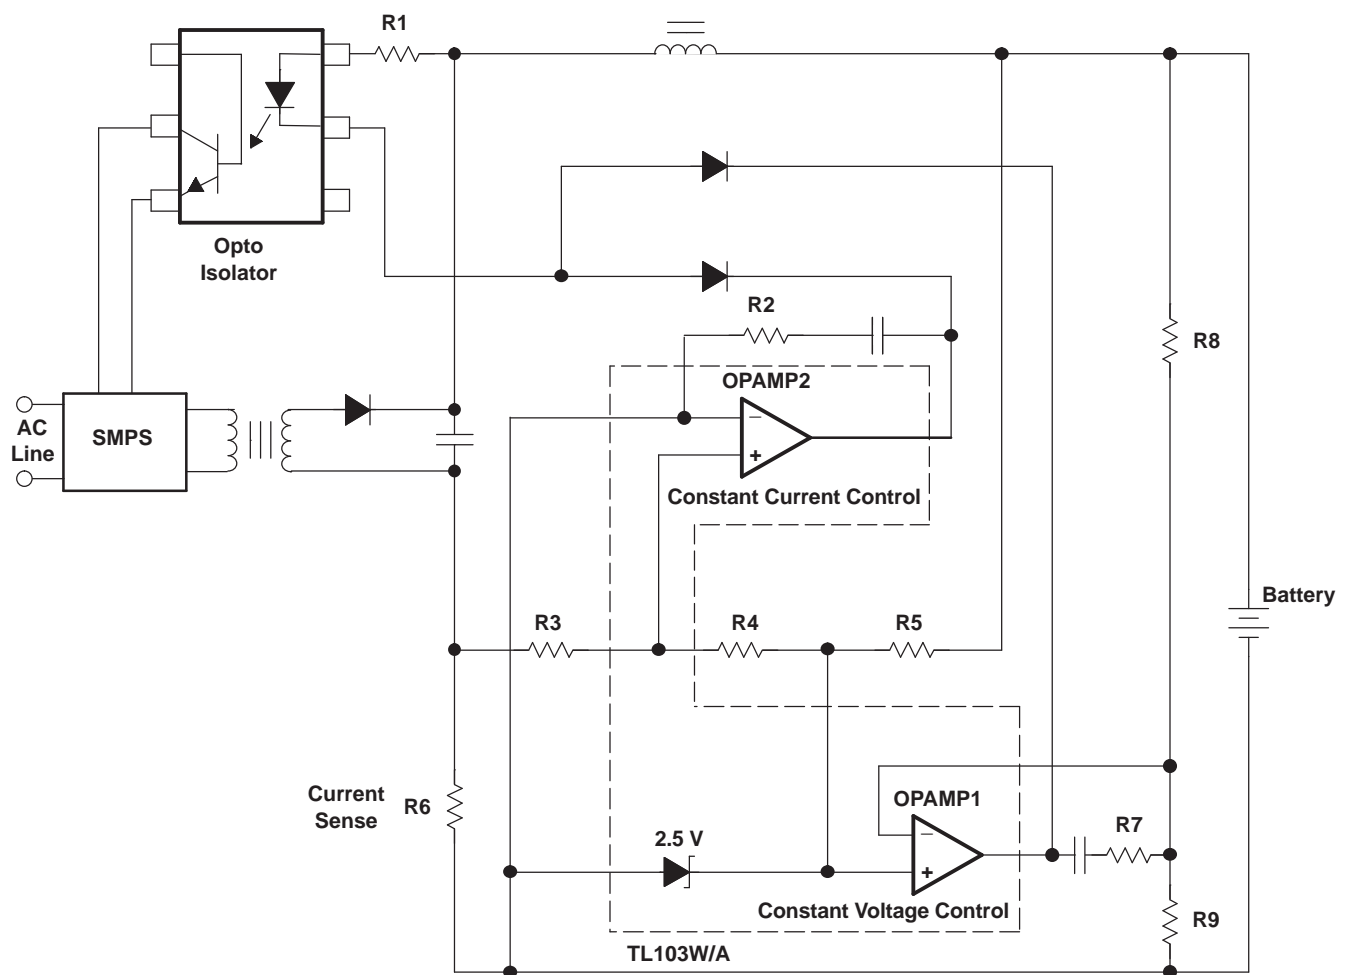 R1
Opto
Isolator
R2
R8
OPAMP2
−
+
AC
Line
SMPS
Constant Current Control
Battery
R3
R4
R5
Current
Sense
R6
OPAMP1
2.5 V
−
+
R7
Constant Voltage Control
R9
TL103W/A